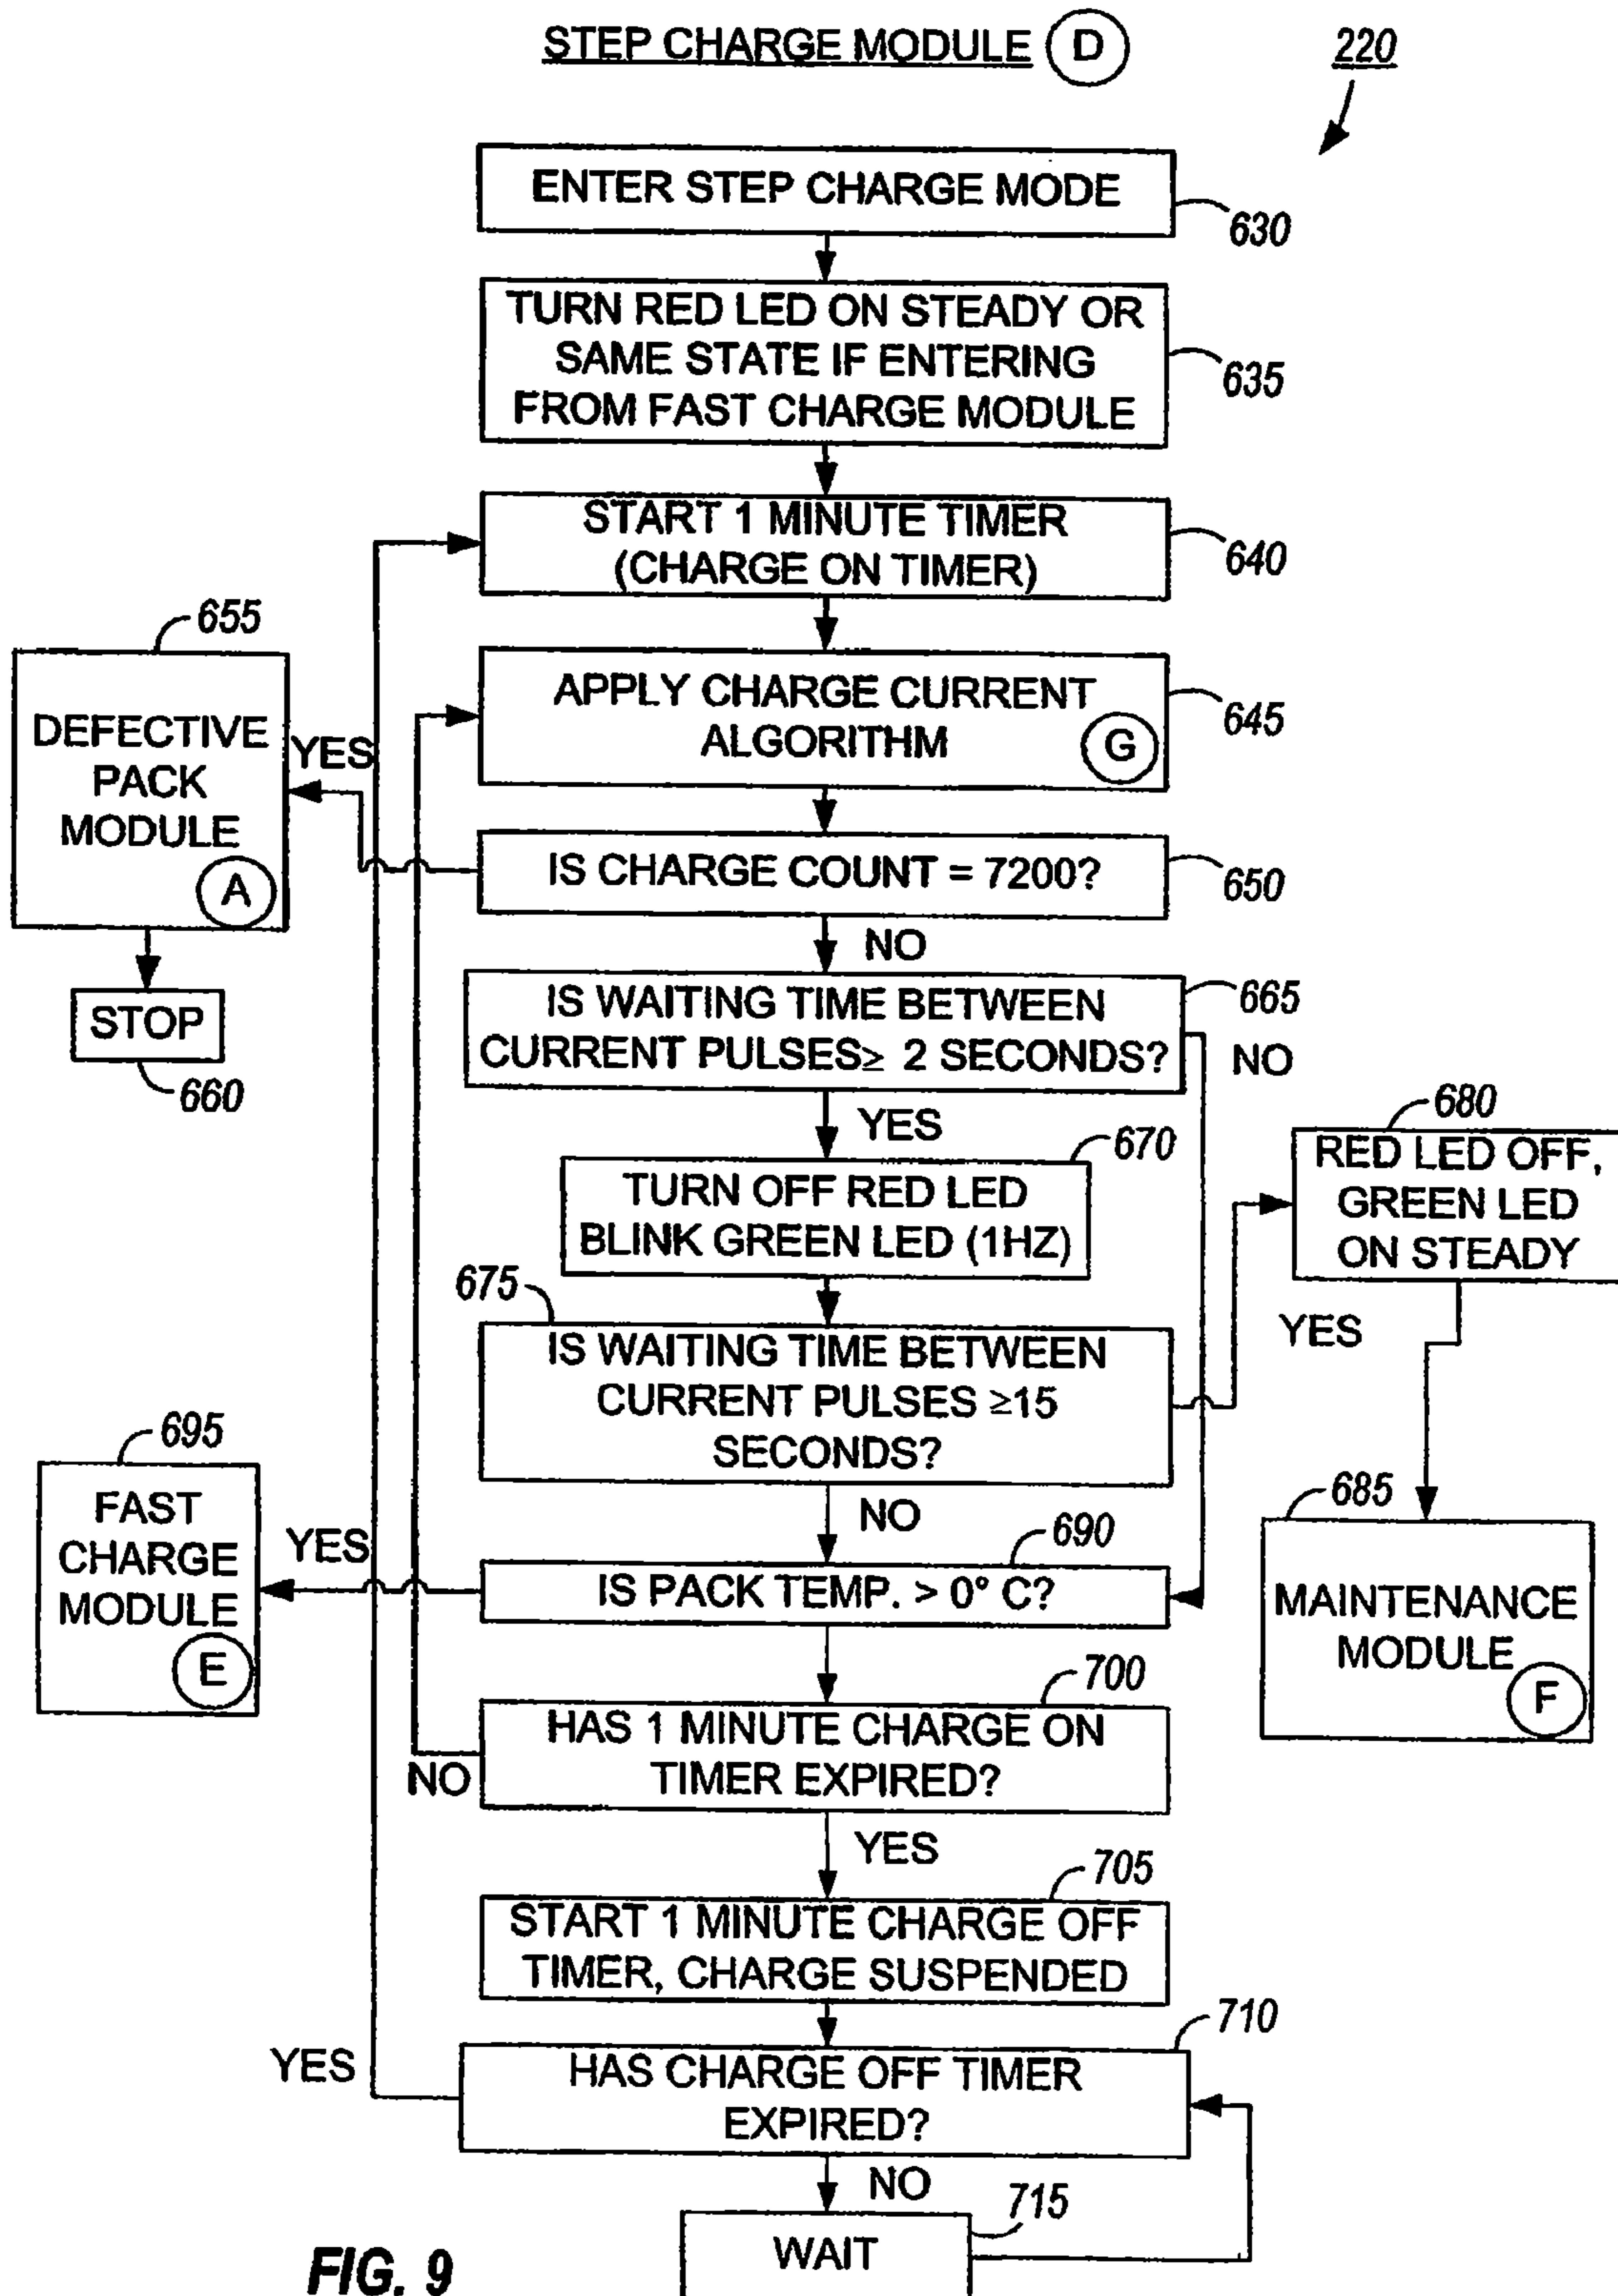 STEP CHARGE MODULE D
220
ENTER STEP CHARGE MODE
630
TURN RED LED ON STEADY OR
SAME STATE IF ENTERING
FROM FAST CHARGE MODULE
635
START 1 MINUTE TIMER
(CHARGE ON TIMER)
640
APPLY CHARGE CURRENT
ALGORITHM
G
645
655
DEFECTIVE
PACK
MODULE
A
YES
IS CHARGE COUNT = 7200?
650
NO
STOP
660
IS WAITING TIME BETWEEN
CURRENT PULSES≥ 2 SECONDS?
665
NO
YES
670
TURN OFF RED LED
BLINK GREEN LED (1HZ)
680
RED LED OFF,
GREEN LED
ON STEADY
YES
675
IS WAITING TIME BETWEEN
CURRENT PULSES ≥15
SECONDS?
NO
685
MAINTENANCE
MODULE
F
695
FAST
CHARGE
MODULE
E
YES
690
IS PACK TEMP. > 0° C?
700
HAS 1 MINUTE CHARGE ON
TIMER EXPIRED?
NO
YES
705
START 1 MINUTE CHARGE OFF
TIMER, CHARGE SUSPENDED
710
HAS CHARGE OFF TIMER
EXPIRED?
YES
NO
715
WAIT
FIG. 9